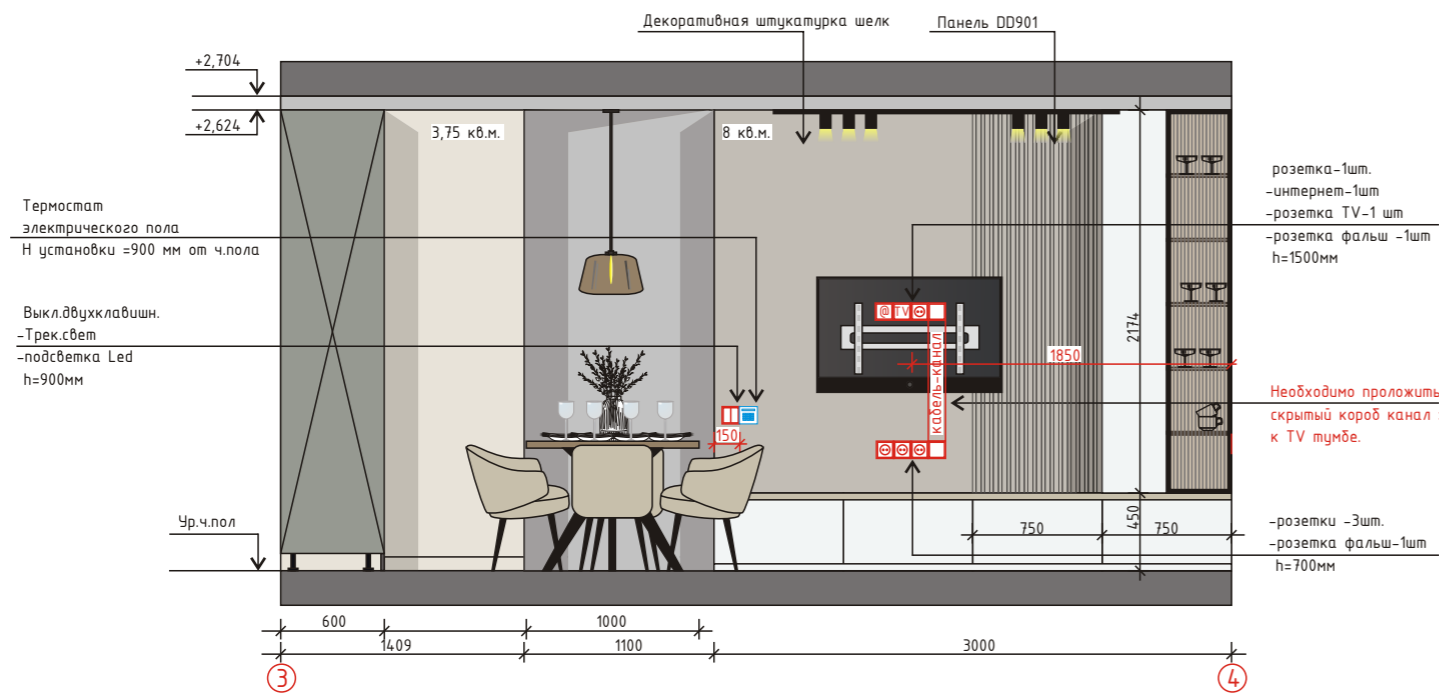 Декоративная штукатурка шелк
Панель DD901
+2,704
+2,624
3,75 кв.м.
8 кв.м.
Термостат
электрического пола
Н установки =900 мм от ч.пола
Выкл.двухклавишн.
-Трек.свет
-подсветка Led
h=900мм
розетка-1шт.
-интернет-1шт
-розетка TV-1 шт
-розетка фальш -1шт
h=1500мм
@ TV
кабель-канал
1850
2174
Необходимо проложить
скрытый короб канал
к TV тумбе.
150
450
750
750
Ур.ч.пол
-розетки -3шт.
-розетка фальш-1шт
h=700мм
600
1000
1409
1100
3000
3
4